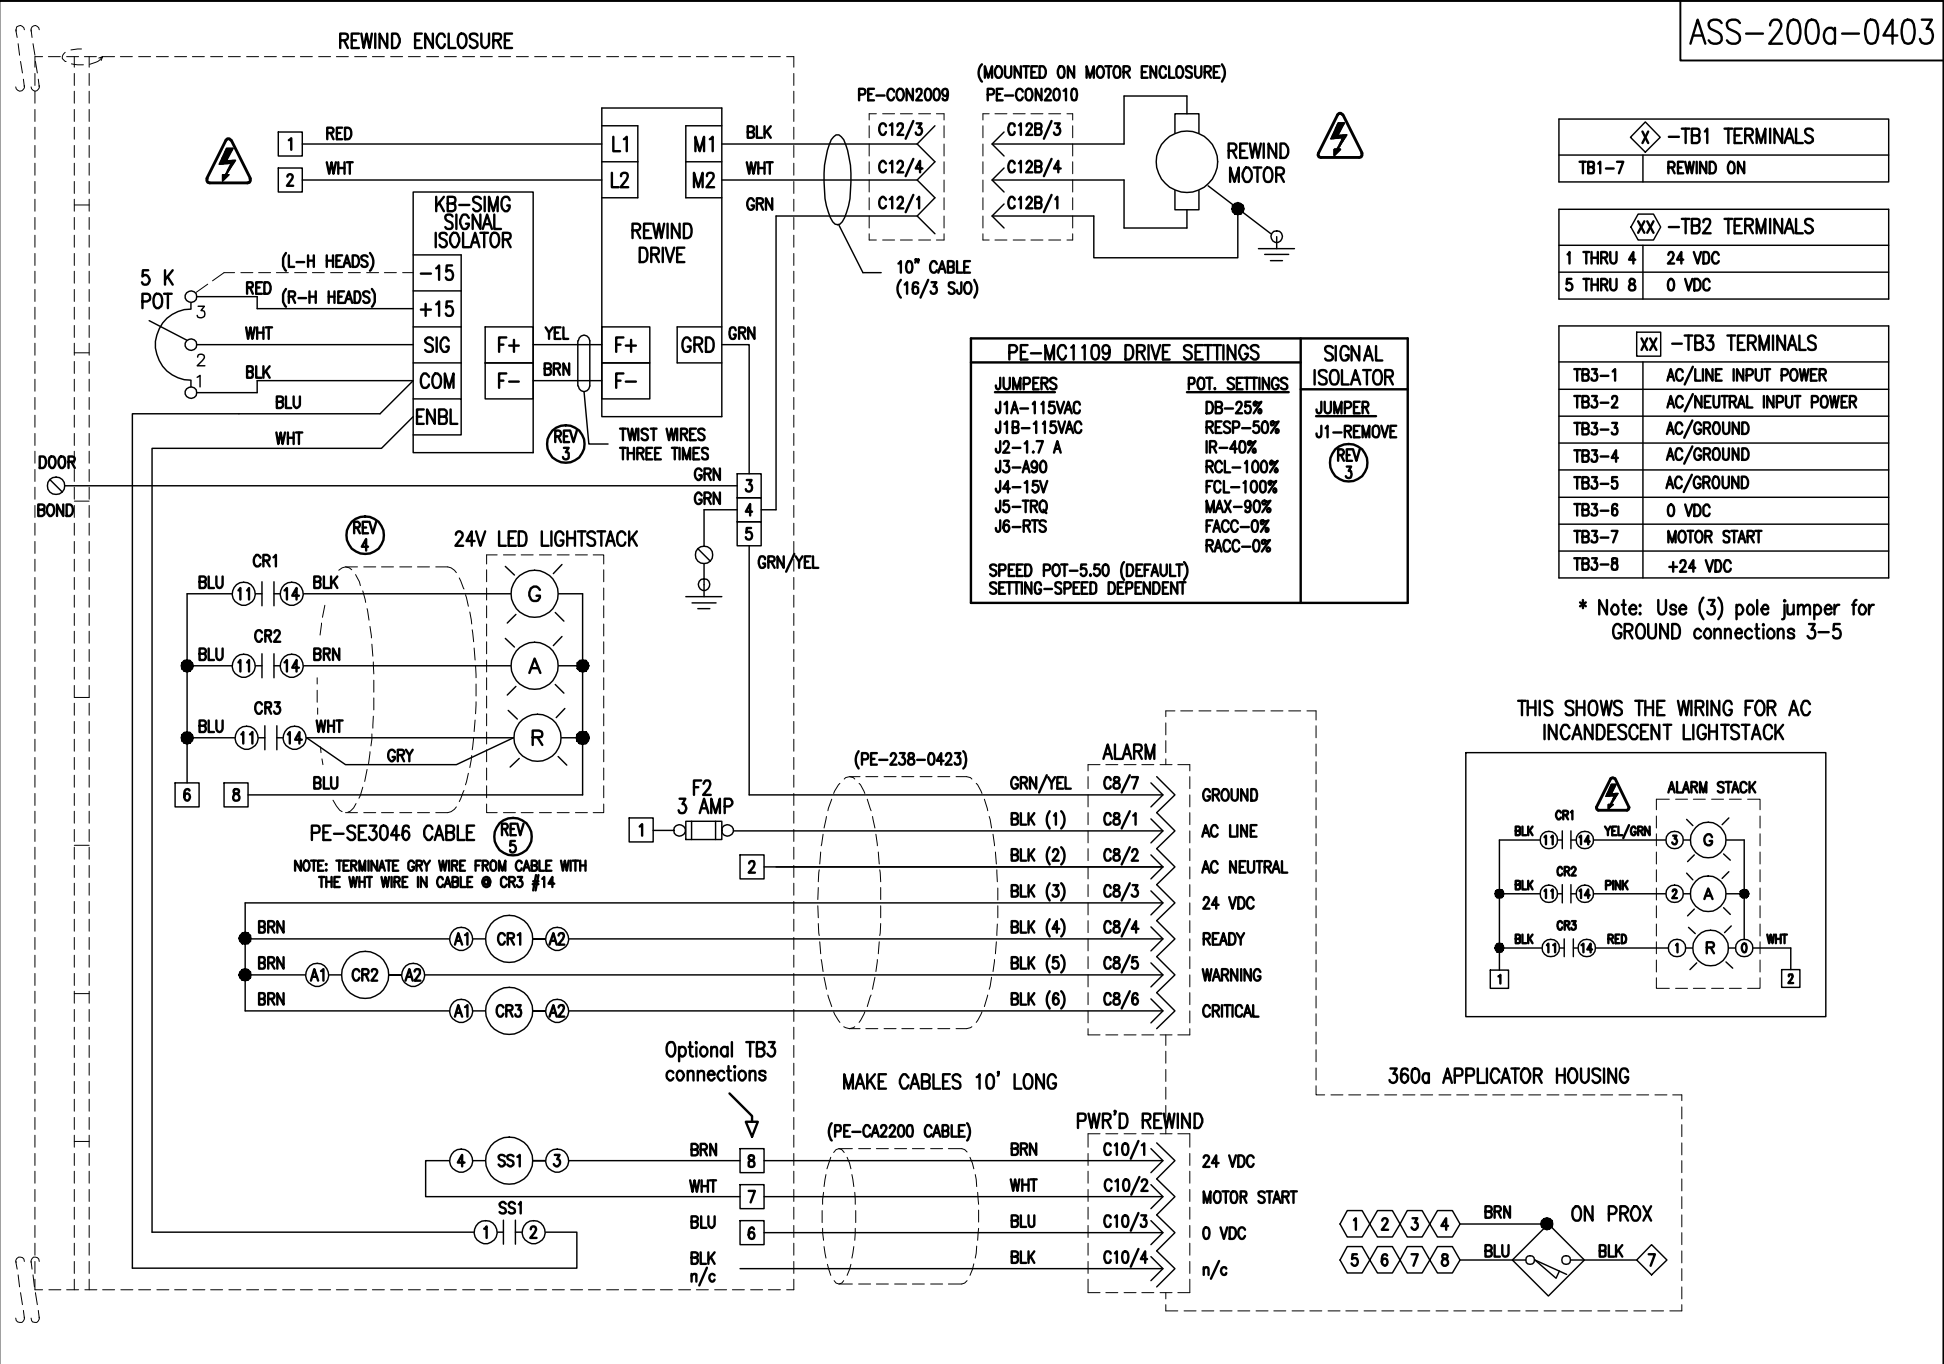 ASS-200a-0403
REWIND ENCLOSURE
1
RED
2
WHT
L1
L2
M1
M2
BLK
WHT
GRN
REWIND
DRIVE
KB-SIMG
SIGNAL
ISOLATOR
-15
+15
SIG
COM
ENBL
F+
F-
YEL
BRN
F+
F-
GRD
GRN
5 K
POT
3
2
1
(L-H HEADS)
RED
(R-H HEADS)
WHT
BLK
BLU
WHT
REV
3
TWIST WIRES
THREE TIMES
DOOR
BOND
GRN
GRN
3
4
5
GRN/YEL
(MOUNTED ON MOTOR ENCLOSURE)
PE-CON2009
PE-CON2010
C12/3
C12/4
C12/1
C12B/3
C12B/4
C12B/1
REWIND
MOTOR
10" CABLE
(16/3 SJO)
PE-MC1109 DRIVE SETTINGS
JUMPERS
J1A-115VAC
J1B-115VAC
J2-1.7 A
J3-A90
J4-15V
J5-TRQ
J6-RTS
POT. SETTINGS
DB-25%
RESP-50%
IR-40%
RCL-100%
FCL-100%
MAX-90%
FACC-0%
RACC-0%
SPEED POT-5.50 (DEFAULT)
SETTING-SPEED DEPENDENT
SIGNAL
ISOLATOR
JUMPER
J1-REMOVE
REV
3
X -TB1 TERMINALS
TB1-7 REWIND ON
XX -TB2 TERMINALS
1 THRU 4 24 VDC
5 THRU 8 0 VDC
XX -TB3 TERMINALS
TB3-1 AC/LINE INPUT POWER
TB3-2 AC/NEUTRAL INPUT POWER
TB3-3 AC/GROUND
TB3-4 AC/GROUND
TB3-5 AC/GROUND
TB3-6 0 VDC
TB3-7 MOTOR START
TB3-8 +24 VDC
* Note: Use (3) pole jumper for
GROUND connections 3-5
REV
4
24V LED LIGHTSTACK
CR1
BLU 11 14 BLK G
CR2
BLU 11 14 BRN A
CR3
BLU 11 14 WHT R
GRY
6
8
BLU
PE-SE3046 CABLE
REV
5
NOTE: TERMINATE GRY WIRE FROM CABLE WITH
THE WHT WIRE IN CABLE @ CR3 #14
1
F2
3 AMP
2
(PE-238-0423)
ALARM
GRN/YEL C8/7 GROUND
BLK (1) C8/1 AC LINE
BLK (2) C8/2 AC NEUTRAL
BLK (3) C8/3 24 VDC
BLK (4) C8/4 READY
BLK (5) C8/5 WARNING
BLK (6) C8/6 CRITICAL
BRN A1 CR1 A2
BRN A1 CR2 A2
BRN A1 CR3 A2
THIS SHOWS THE WIRING FOR AC
INCANDESCENT LIGHTSTACK
ALARM STACK
CR1
BLK 11 14 YEL/GRN 3 G
CR2
BLK 11 14 PINK 2 A
CR3
BLK 11 14 RED 1 R 0 WHT
1
2
Optional TB3
connections
MAKE CABLES 10' LONG
(PE-CA2200 CABLE)
PWR'D REWIND
4 SS1 3
BRN 8 BRN C10/1 24 VDC
WHT 7 WHT C10/2 MOTOR START
SS1
1 2
BLU 6 BLU C10/3 0 VDC
BLK BLK C10/4 n/c
n/c
360a APPLICATOR HOUSING
1 2 3 4 BRN ON PROX
5 6 7 8 BLU BLK 7